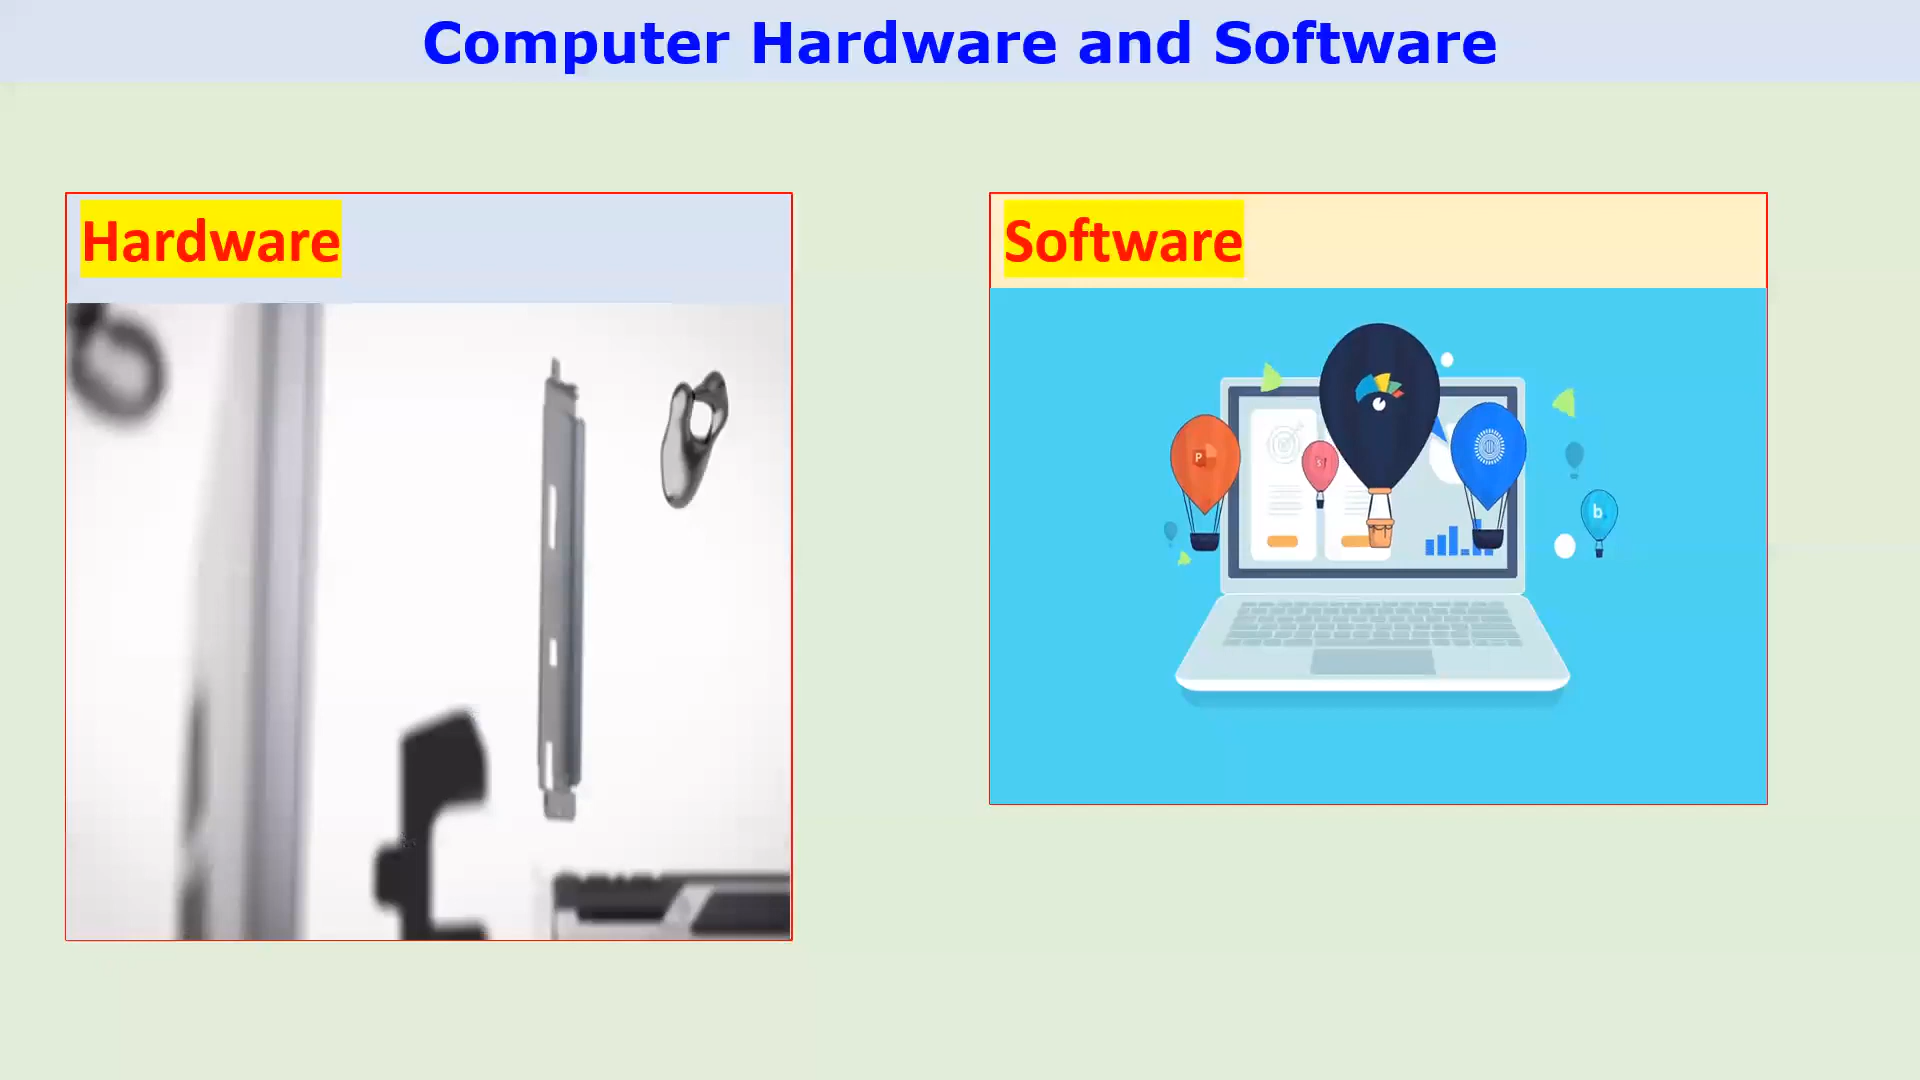 Computer Hardware and Software
Hardware
Software
P
b